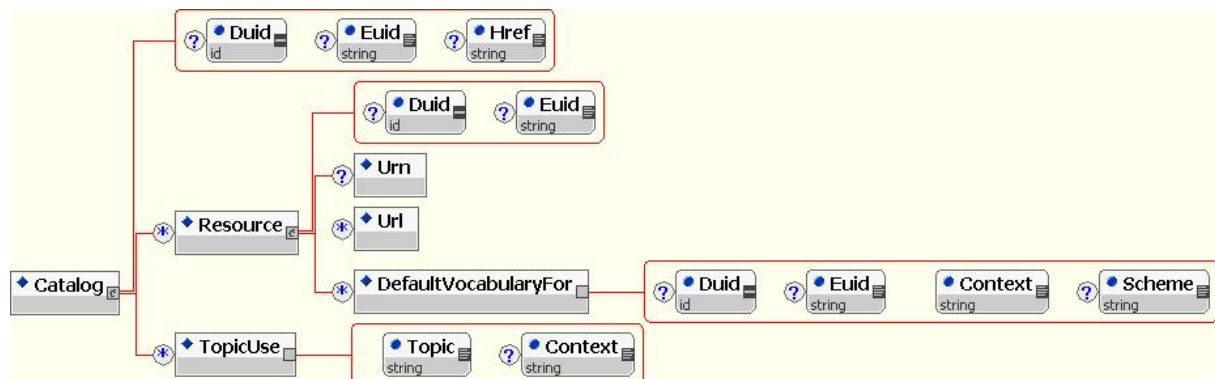 ? Duid ? Euid ? Href
id string string
? Duid ? Euid
id string
? Urn
* Resource * Url
Catalog * DefaultVocabularyFor ? Duid ? Euid Context ? Scheme
id string string string
* TopicUse Topic ? Context
string string